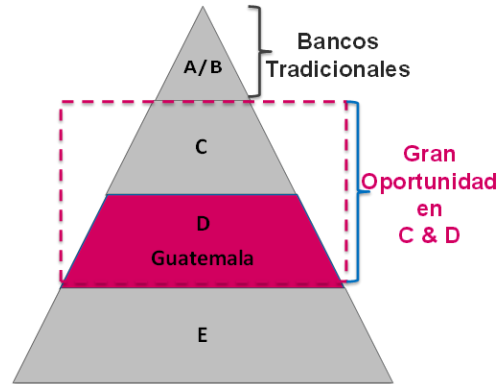 A/B
Bancos
Tradicionales
C
Gran
Oportunidad
en
C & D
D
Guatemala
E